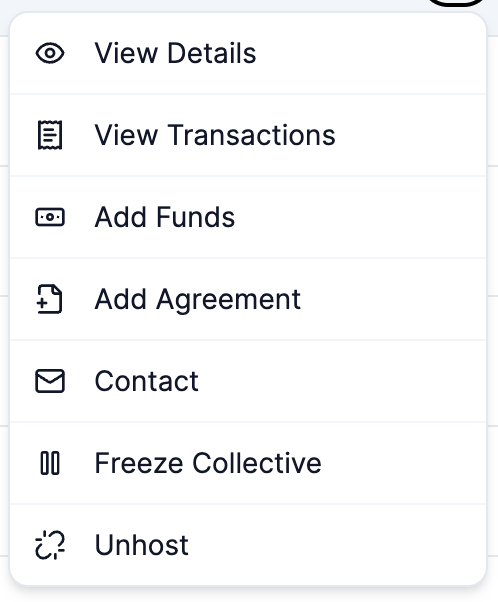 View Details
View Transactions
Add Funds
Add Agreement
Contact
Freeze Collective
Unhost